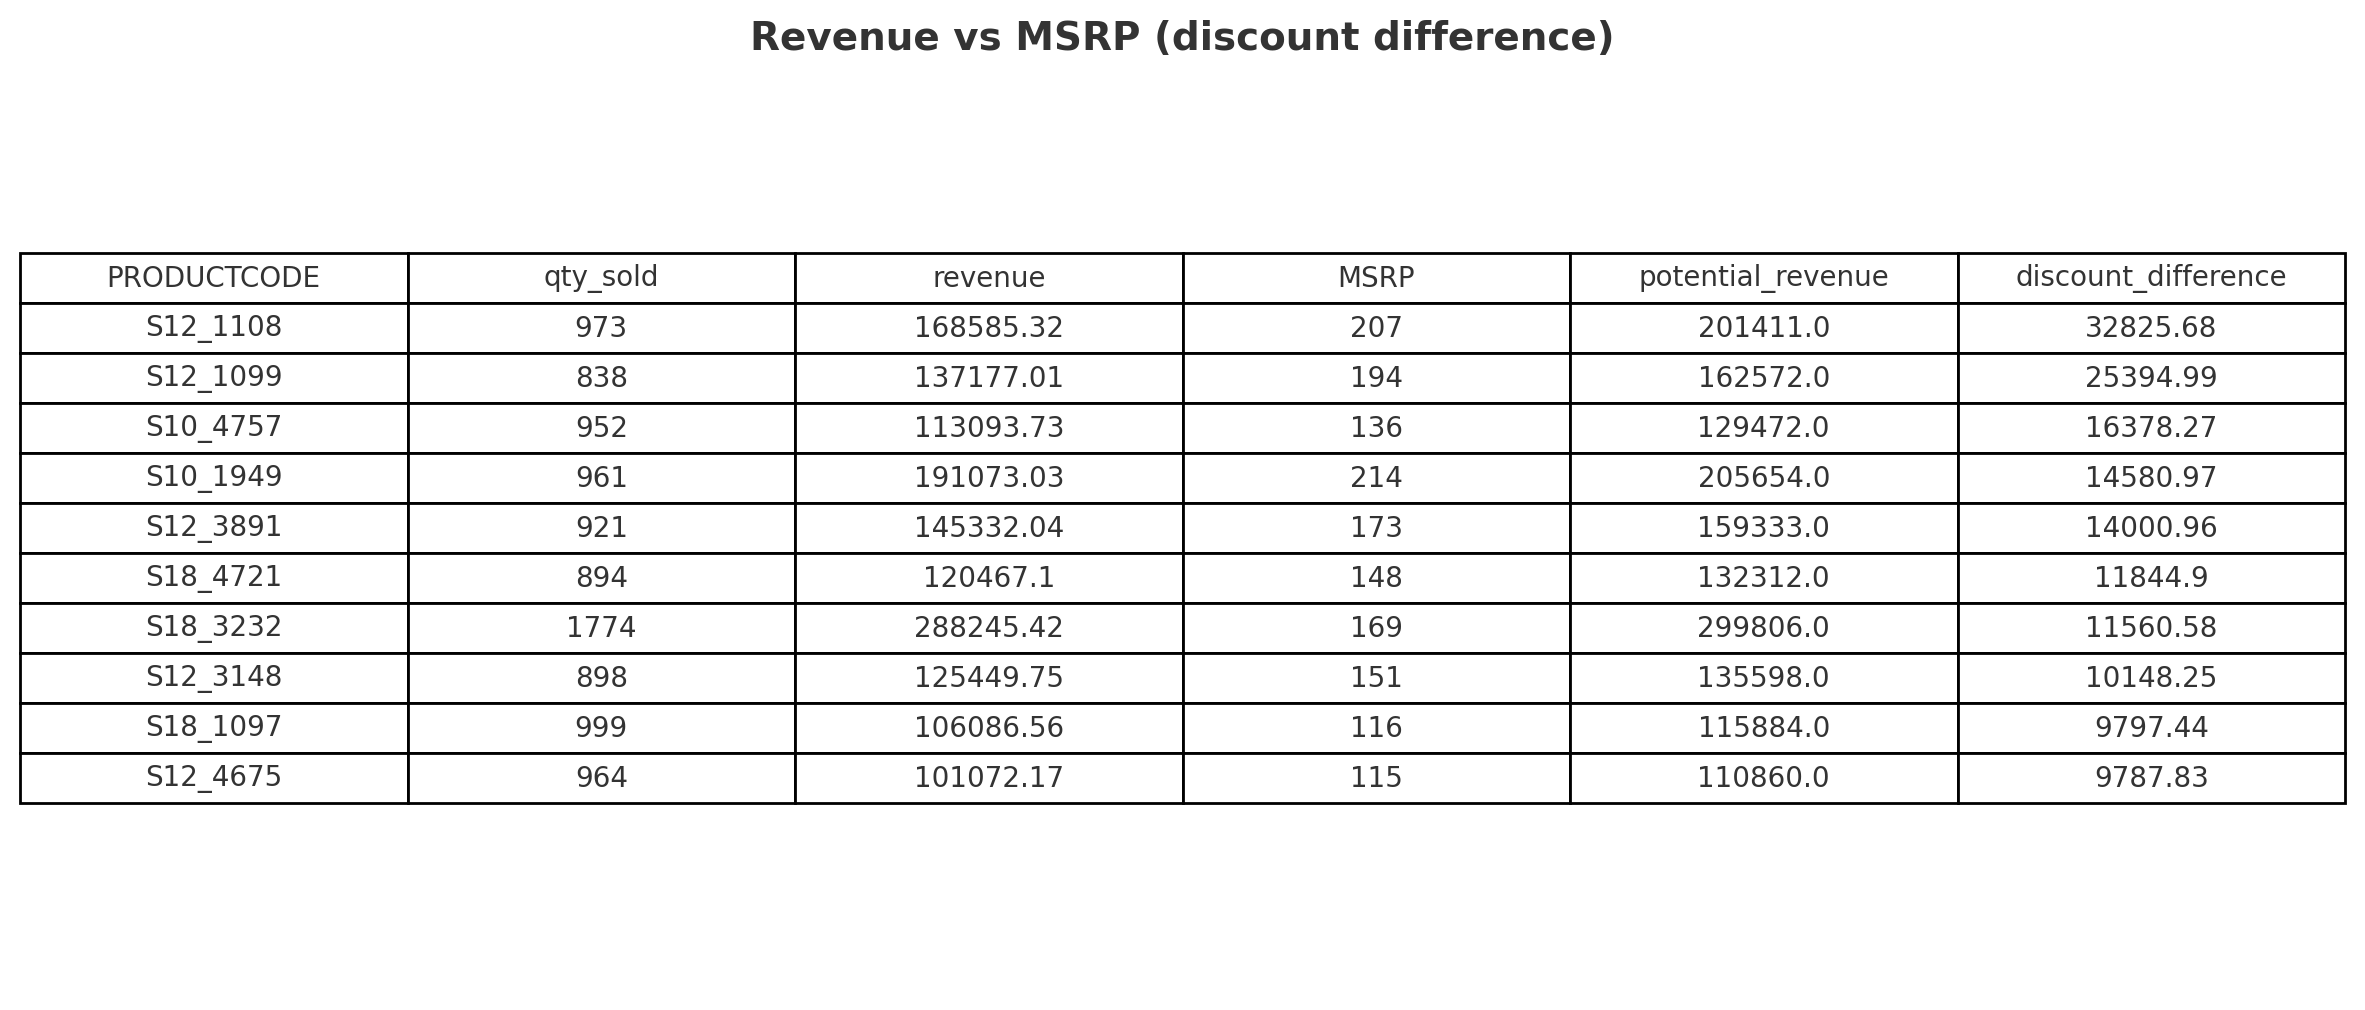 Revenue vs MSRP (discount difference)
PRODUCTCODE qty_sold revenue MSRP potential_revenue discount_difference
S12_1108 973 168585.32 207 201411.0 32825.68
S12_1099 838 137177.01 194 162572.0 25394.99
S10_4757 952 113093.73 136 129472.0 16378.27
S10_1949 961 191073.03 214 205654.0 14580.97
S12_3891 921 145332.04 173 159333.0 14000.96
S18_4721 894 120467.1 148 132312.0 11844.9
S18_3232 1774 288245.42 169 299806.0 11560.58
S12_3148 898 125449.75 151 135598.0 10148.25
S18_1097 999 106086.56 116 115884.0 9797.44
S12_4675 964 101072.17 115 110860.0 9787.83